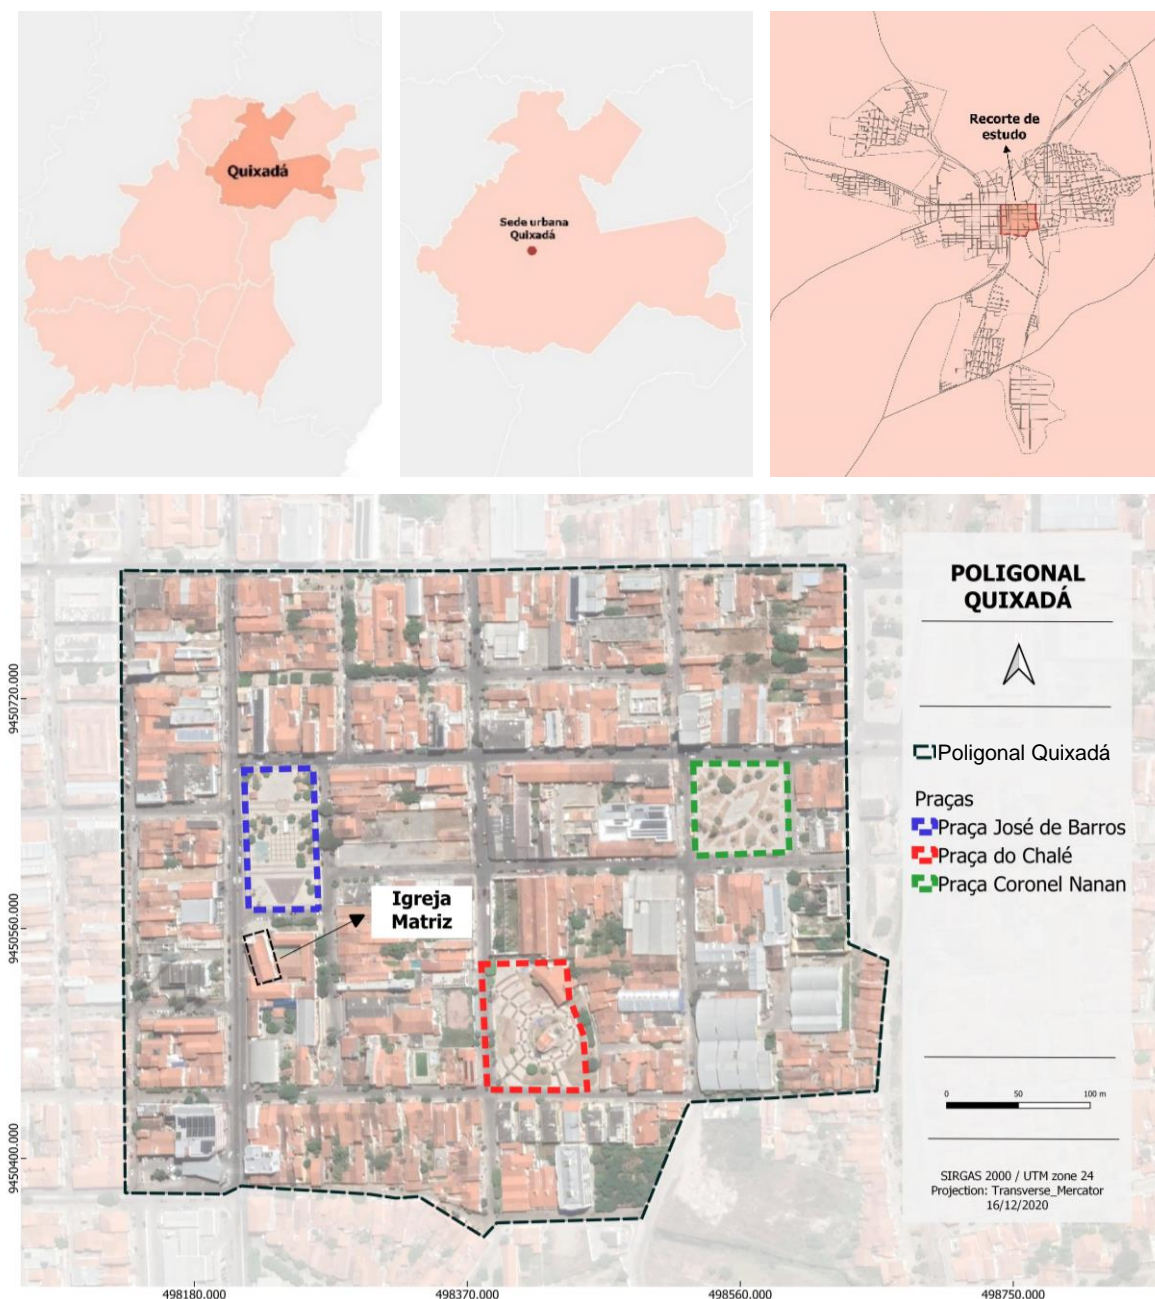 Quixadá
Sede urbana
Quixadá
Recorte de
estudo
POLIGONAL
QUIXADÁ
Poligonal Quixadá
Praças
Praça José de Barros
Praça do Chalé
Praça Coronel Nanan
Igreja
Matriz
0 50 100 m
SIRGAS 2000 / UTM zone 24
Projection: Transverse_Mercator
16/12/2020
9450720.000
9450560.000
9450400.000
498180.000 498370.000 498560.000 498750.000